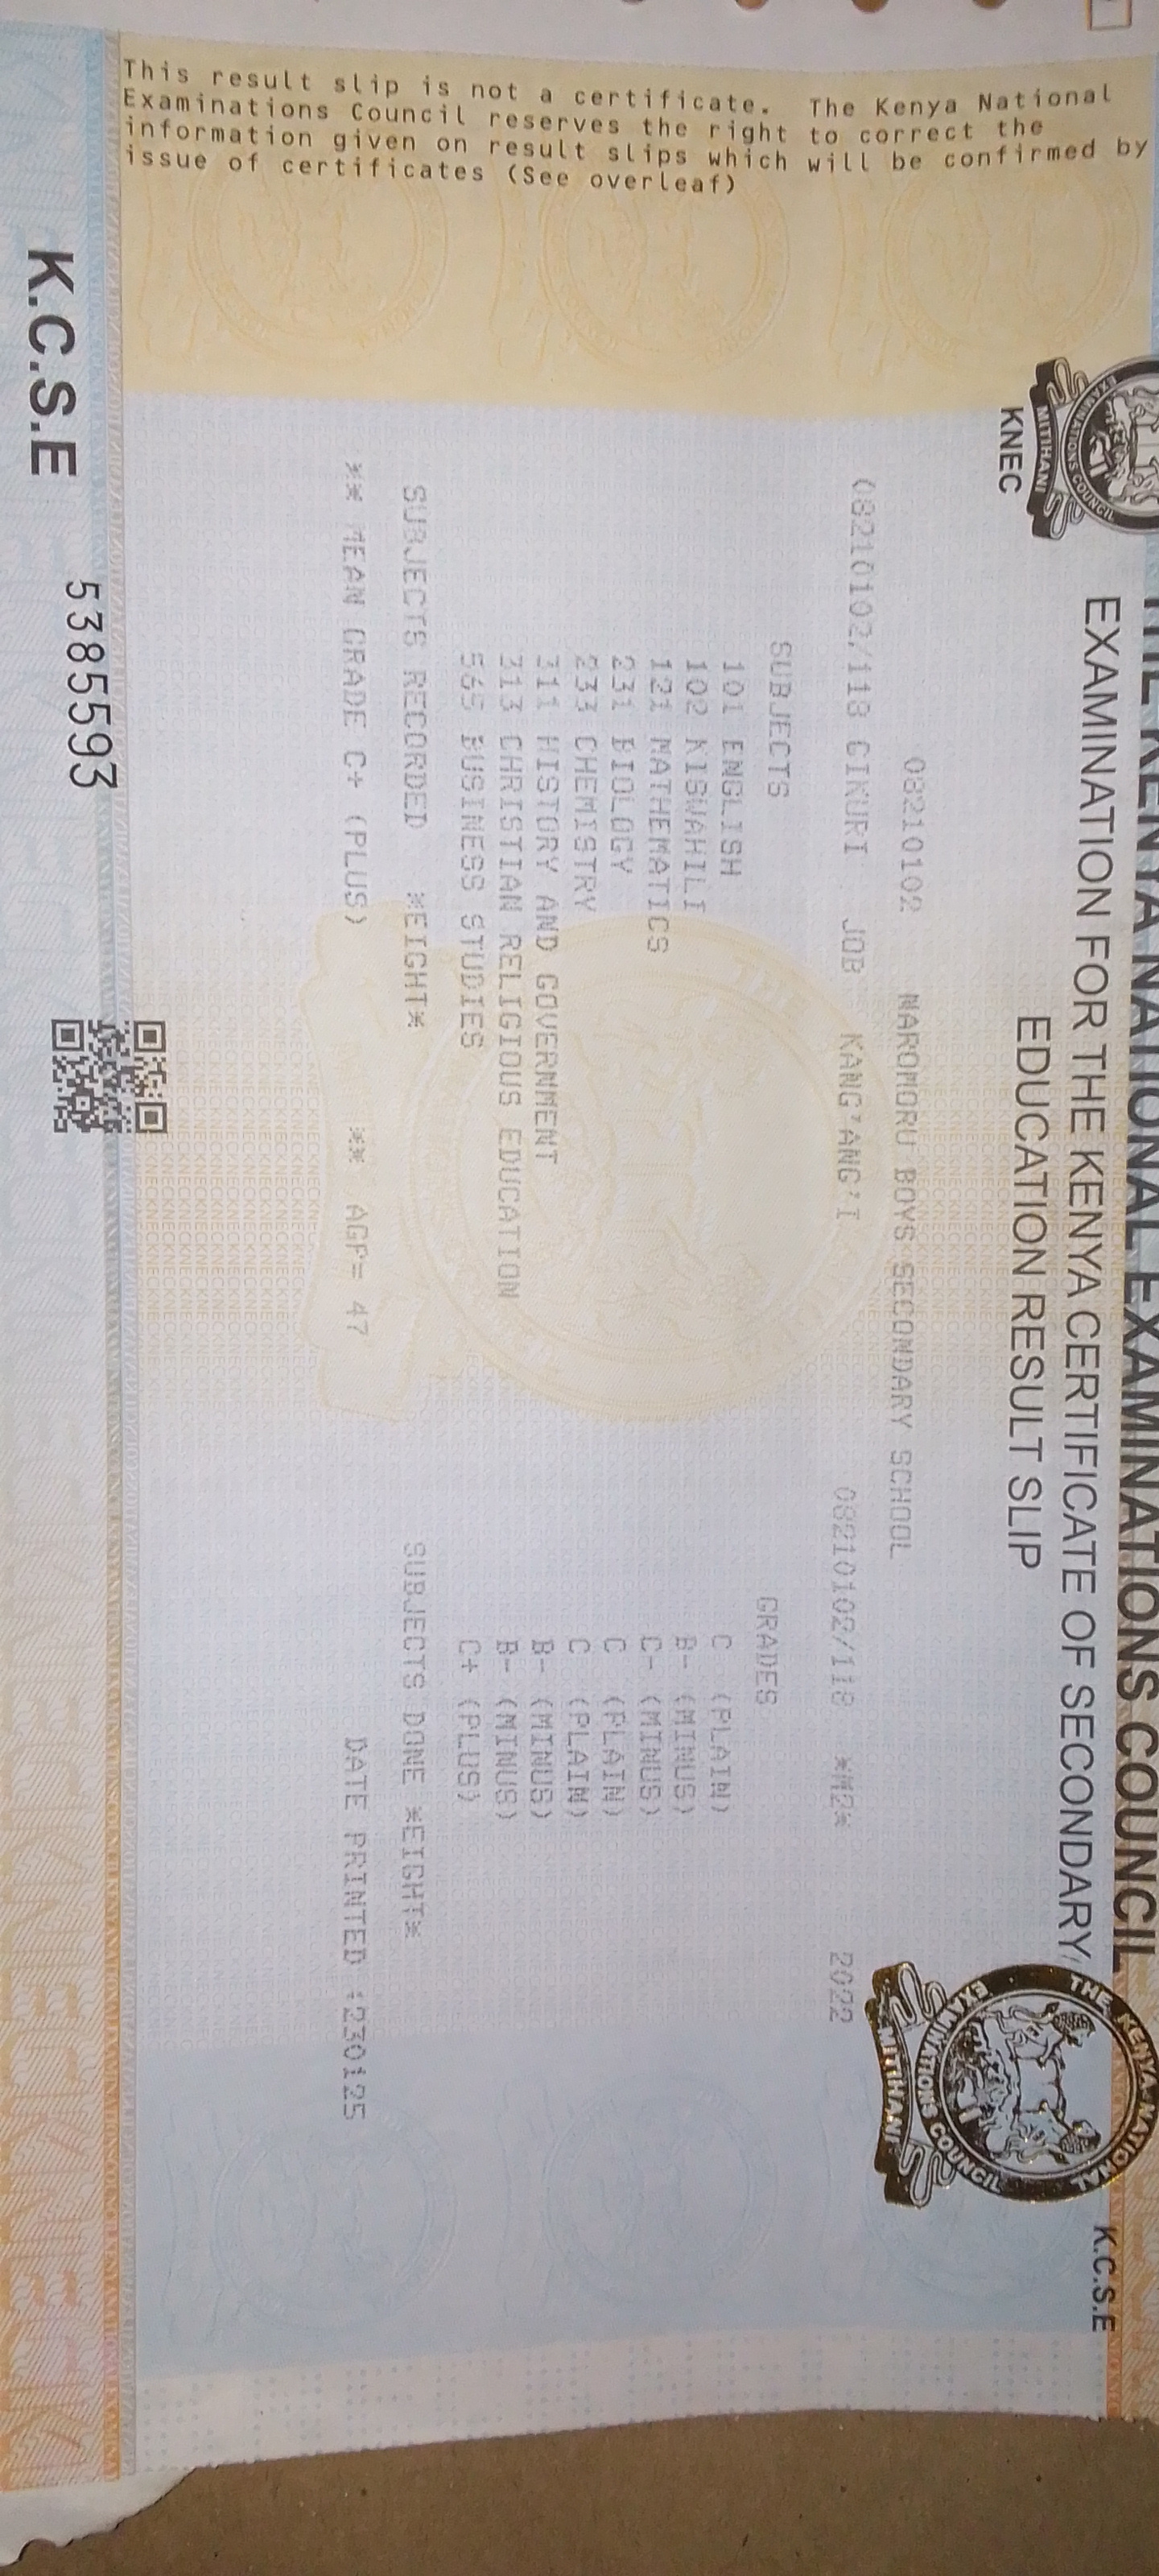 THE KENYA NATIONAL EXAMINATIONS COUNCIL
EXAMINATION FOR THE KENYA CERTIFICATE OF SECONDARY
EDUCATION RESULT SLIP
KNEC
K.C.S.E
THE KENYA NATIONAL EXAMINATIONS COUNCIL
MITIHANI
EXAMINATIONS COUNCIL
MITIHANI
08210102 NAROMORU BOYS SECONDARY SCHOOL
08210102/118 GIKURI JOB KANG'ANG'I 08210102/118 *M2* 2022
SUBJECTS GRADES
101 ENGLISH C (PLAIN)
102 KISWAHILI B- (MINUS)
121 MATHEMATICS C- (MINUS)
231 BIOLOGY C (PLAIN)
233 CHEMISTRY C (PLAIN)
311 HISTORY AND GOVERNMENT B- (MINUS)
313 CHRISTIAN RELIGIOUS EDUCATION B- (MINUS)
565 BUSINESS STUDIES C+ (PLUS)
SUBJECTS RECORDED *EIGHT* SUBJECTS DONE *EIGHT*
** MEAN GRADE C+ (PLUS) ** AGP= 47 DATE PRINTED :230125
This result slip is not a certificate. The Kenya National
Examinations Council reserves the right to correct the
information given on result slips which will be confirmed by
issue of certificates (See overleaf)
K.C.S.E 5385593